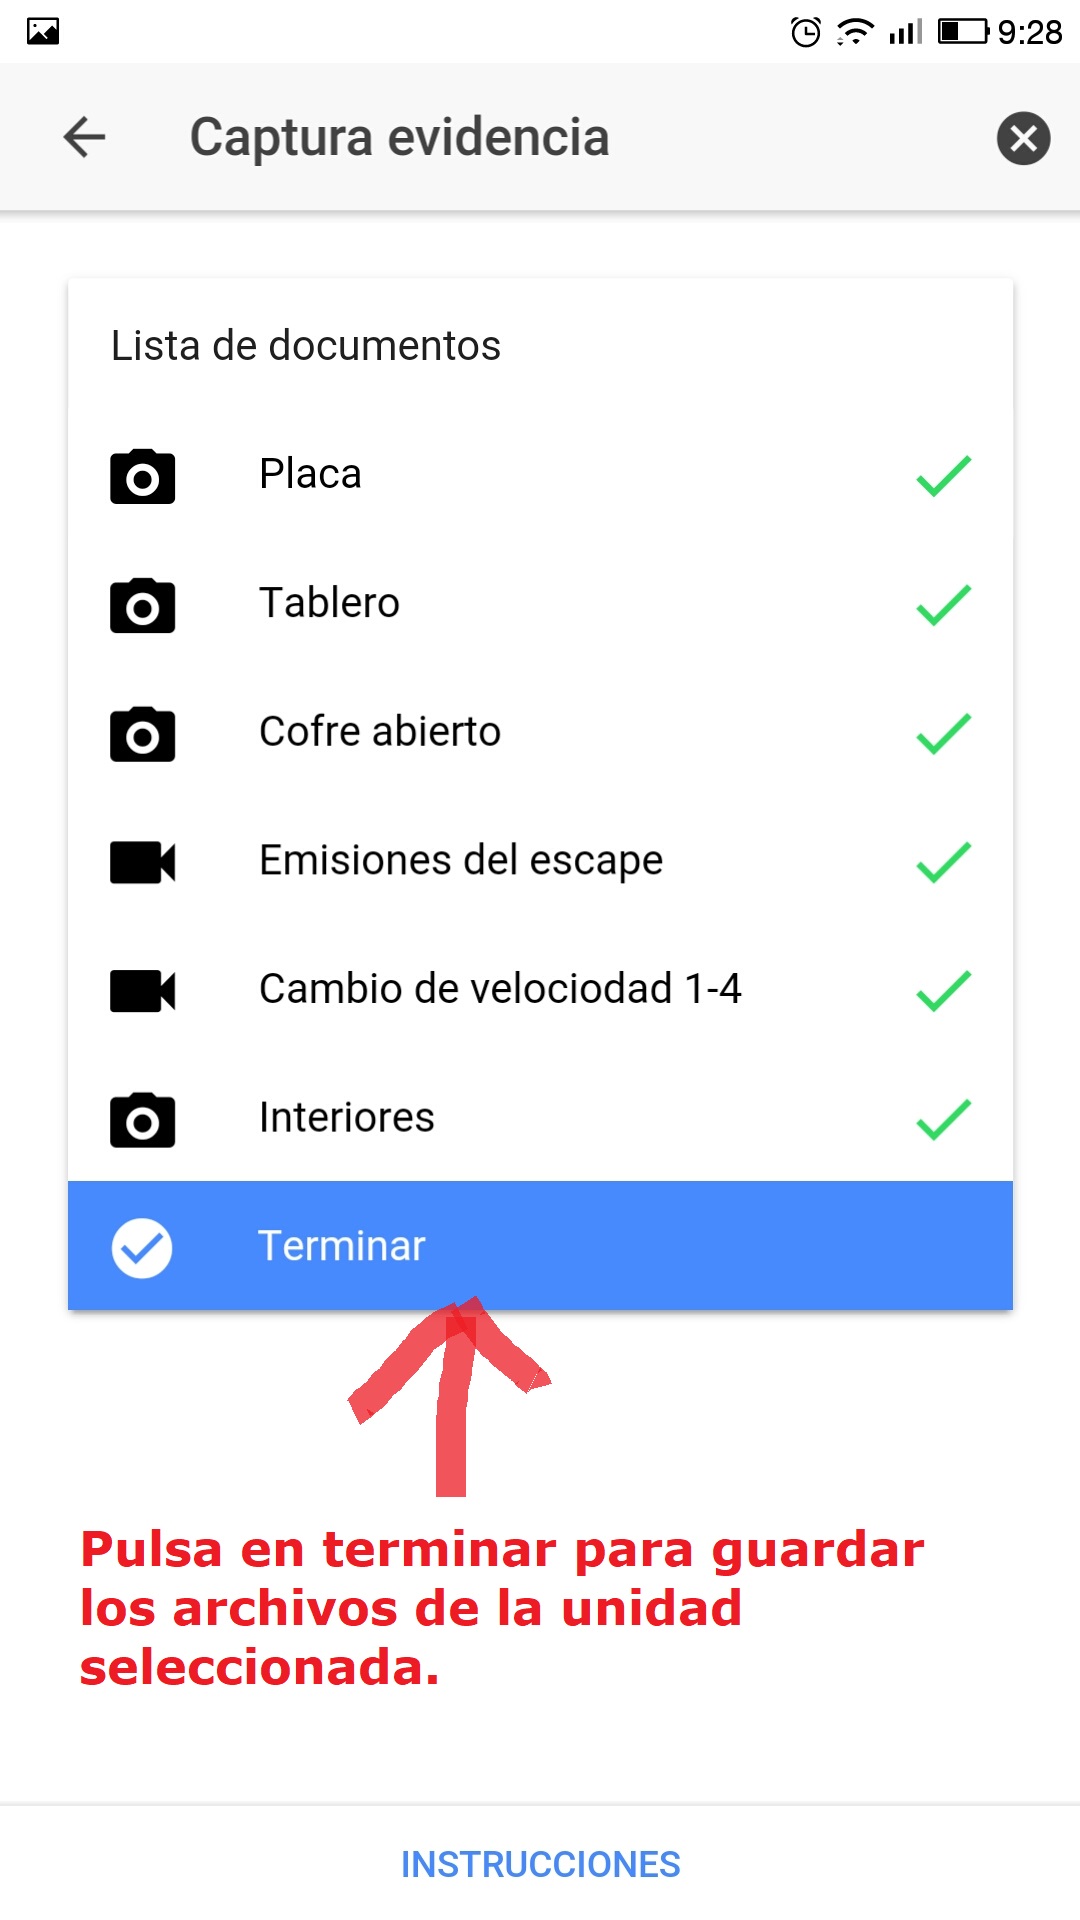 9:28
Captura evidencia
Lista de documentos
Placa
Tablero
Cofre abierto
Emisiones del escape
Cambio de velociodad 1-4
Interiores
Terminar
Pulsa en terminar para guardar
los archivos de la unidad
seleccionada.
INSTRUCCIONES